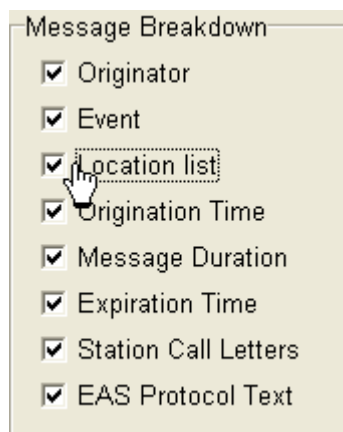 Message Breakdown
Originator
Event
Location list
Origination Time
Message Duration
Expiration Time
Station Call Letters
EAS Protocol Text